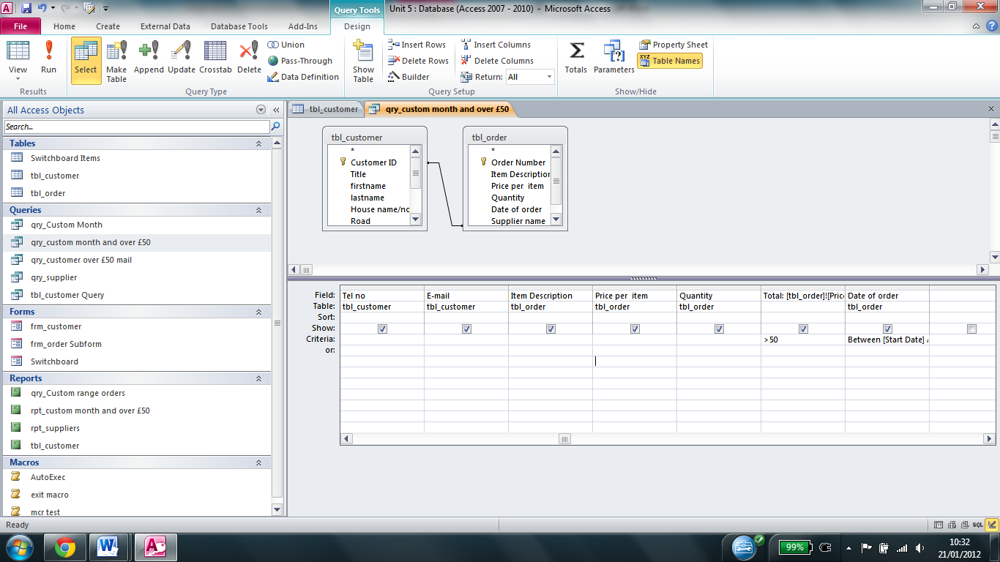 Query Tools
Unit 5 : Database (Access 2007 - 2010) - Microsoft Access
File Home Create External Data Database Tools Add-Ins Design
View
Run
Select
Make Table
Append
Update
Crosstab
Delete
Union
Pass-Through
Data Definition
Show Table
Insert Rows
Delete Rows
Builder
Insert Columns
Delete Columns
Return: All
Totals
Parameters
Property Sheet
Table Names
Results
Query Type
Query Setup
Show/Hide
All Access Objects
Search...
Tables
Switchboard Items
tbl_customer
tbl_order
Queries
qry_Custom Month
qry_custom month and over £50
qry_customer over £50 mail
qry_supplier
tbl_customer Query
Forms
frm_customer
frm_order Subform
Switchboard
Reports
qry_Custom range orders
rpt_custom month and over £50
rpt_suppliers
tbl_customer
Macros
AutoExec
exit macro
mcr test
tbl_customer
qry_custom month and over £50
tbl_customer
*
Customer ID
Title
firstname
lastname
House name/no
Road
tbl_order
*
Order Number
Item Description
Price per item
Quantity
Date of order
Supplier name
Field: Tel no E-mail Item Description Price per item Quantity Total: [tbl_order]![Pric Date of order
Table: tbl_customer tbl_customer tbl_order tbl_order tbl_order tbl_order
Sort:
Show:
Criteria: >50 Between [Start Date] A
or:
Ready
SQL
99%
10:32
21/01/2012